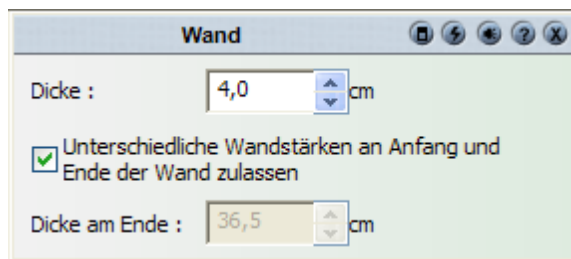 Wand
Dicke : 4,0 cm
Unterschiedliche Wandstärken an Anfang und
Ende der Wand zulassen
Dicke am Ende : 36,5 cm